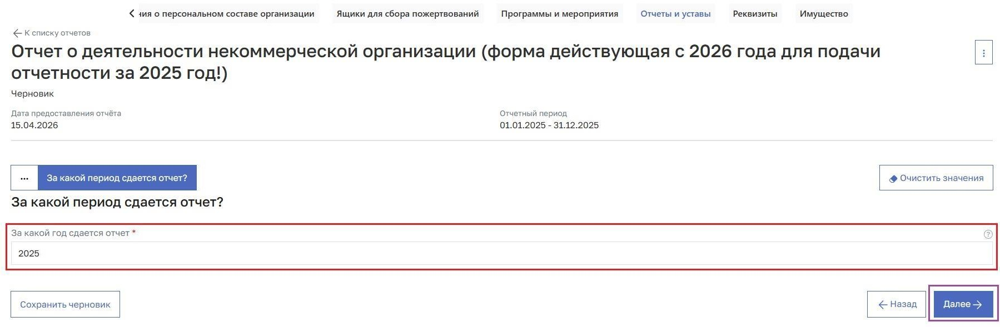 ия о персональном составе организации Ящики для сбора пожертвований Программы и мероприятия Отчеты и уставы Реквизиты Имущество
К списку отчетов
Отчет о деятельности некоммерческой организации (форма действующая с 2026 года для подачи
отчетности за 2025 год!)
Черновик
Дата предоставления отчёта Отчетный период
15.04.2026 01.01.2025 - 31.12.2025
... За какой период сдается отчет? Очистить значения
За какой период сдается отчет?
За какой год сдается отчет * ?
2025
Сохранить черновик Назад Далее